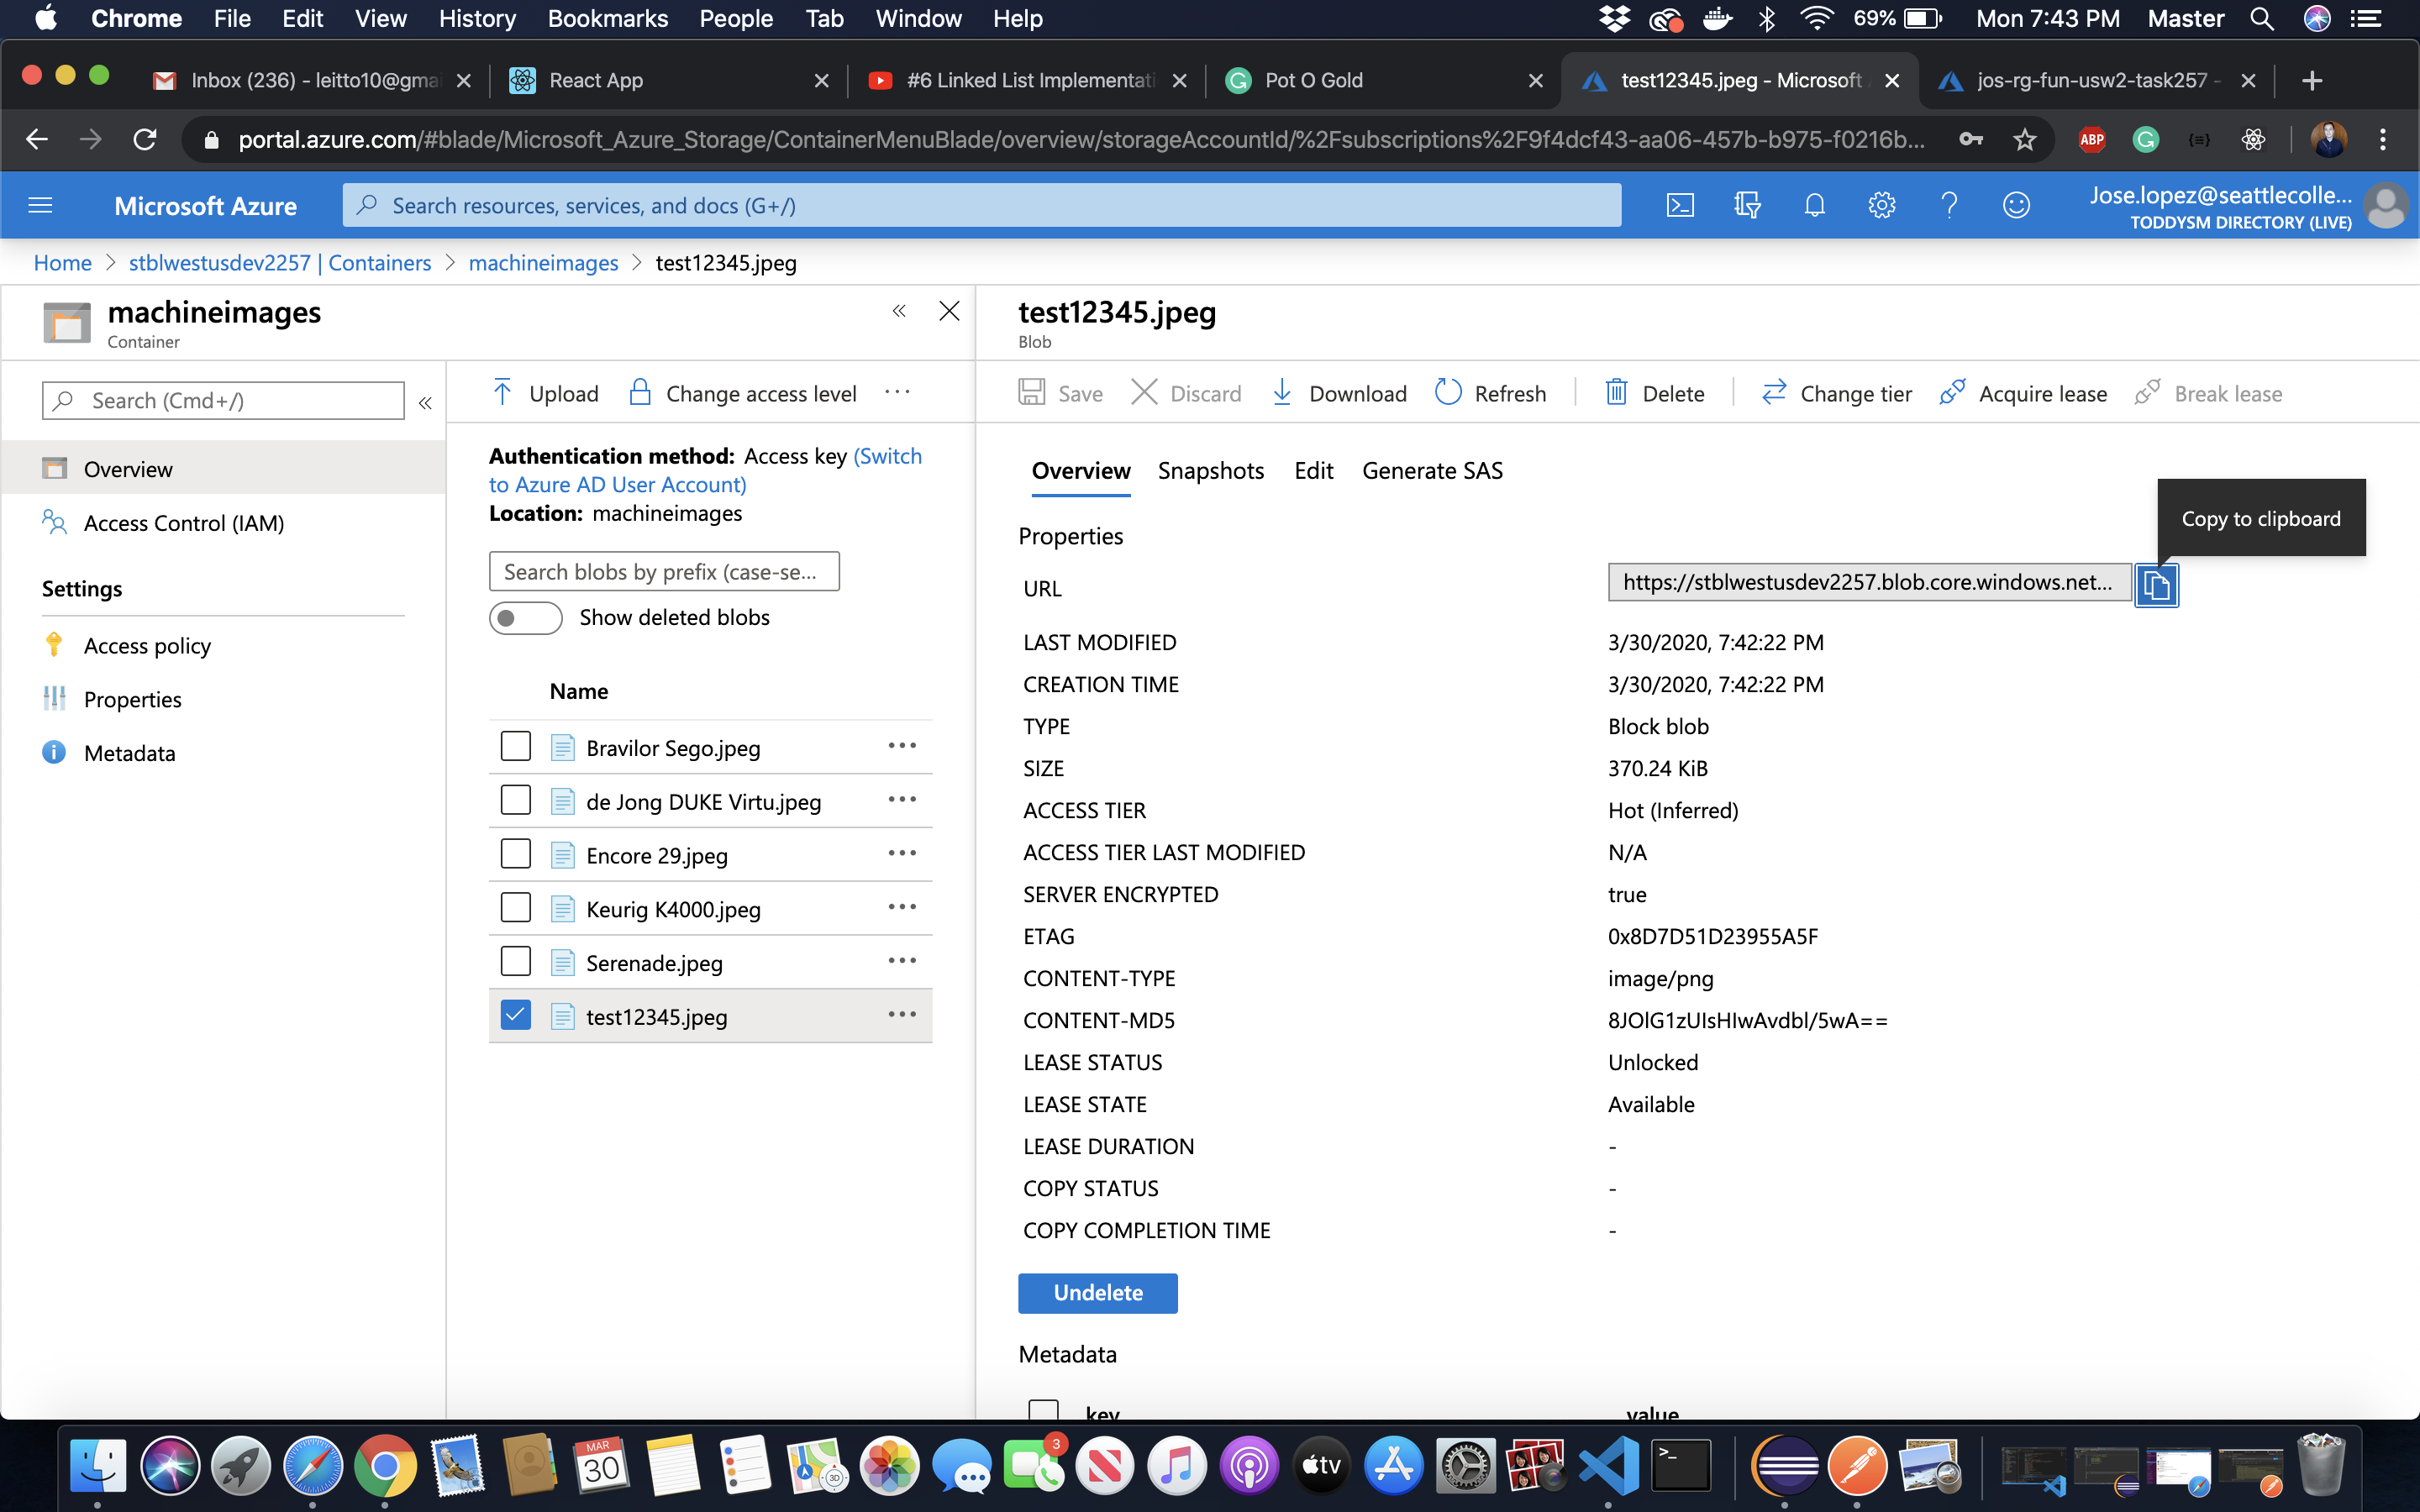 Chrome File Edit View History Bookmarks People Tab Window Help 69% Mon 7:43 PM Master
Inbox (236) - leitto10@gmai
React App
#6 Linked List Implementati
Pot O Gold
test12345.jpeg - Microsoft
jos-rg-fun-usw2-task257 -
portal.azure.com/#blade/Microsoft_Azure_Storage/ContainerMenuBlade/overview/storageAccountId/%2Fsubscriptions%2F9f4dcf43-aa06-457b-b975-f0216b...
ABP
Microsoft Azure
Search resources, services, and docs (G+/)
Jose.lopez@seattlecolle...
TODDYSM DIRECTORY (LIVE)
Home > stblwestusdev2257 | Containers > machineimages > test12345.jpeg
machineimages
Container
Search (Cmd+/)
Overview
Access Control (IAM)
Settings
Access policy
Properties
Metadata
Upload Change access level ...
Authentication method: Access key (Switch
to Azure AD User Account)
Location: machineimages
Search blobs by prefix (case-se...
Show deleted blobs
Name
Bravilor Sego.jpeg
de Jong DUKE Virtu.jpeg
Encore 29.jpeg
Keurig K4000.jpeg
Serenade.jpeg
test12345.jpeg
test12345.jpeg
Blob
Save Discard Download Refresh Delete Change tier Acquire lease Break lease
Overview Snapshots Edit Generate SAS
Copy to clipboard
Properties
URL https://stblwestusdev2257.blob.core.windows.net...
LAST MODIFIED 3/30/2020, 7:42:22 PM
CREATION TIME 3/30/2020, 7:42:22 PM
TYPE Block blob
SIZE 370.24 KiB
ACCESS TIER Hot (Inferred)
ACCESS TIER LAST MODIFIED N/A
SERVER ENCRYPTED true
ETAG 0x8D7D51D23955A5F
CONTENT-TYPE image/png
CONTENT-MD5 8JOlG1zUIsHIwAvdbl/5wA==
LEASE STATUS Unlocked
LEASE STATE Available
LEASE DURATION -
COPY STATUS -
COPY COMPLETION TIME -
Undelete
Metadata
key value
MAR
30
3D
3
tv